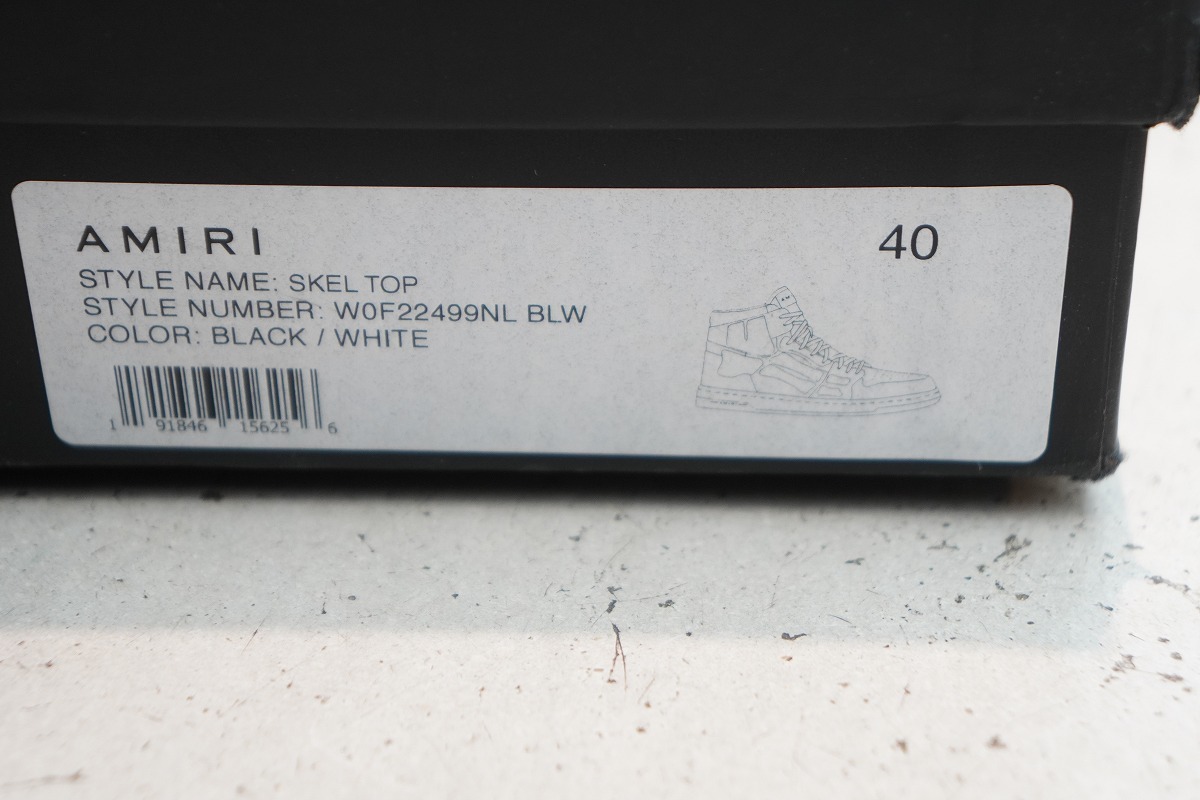 AMIRI
40
STYLE NAME: SKEL TOP
STYLE NUMBER: W0F22499NL BLW
COLOR: BLACK / WHITE
1 91846 15625 6